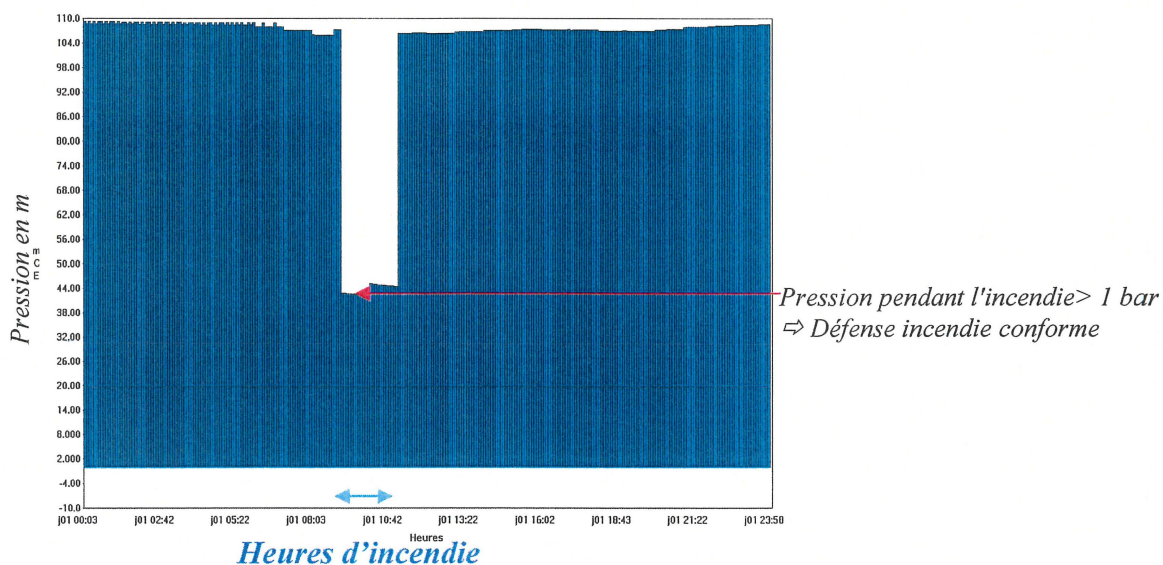 110.0
104.0
98.00
92.00
86.00
80.00
74.00
68.00
62.00
56.00
50.00
44.00
38.00
32.00
26.00
20.00
14.00
8.000
2.000
-4.00
-10.0
Pression en m
m
C
E
Pression pendant l'incendie> 1 bar
⇨ Défense incendie conforme
j01 00:03 j01 02:42 j01 05:22 j01 08:03 j01 10:42 j01 13:22 j01 16:02 j01 18:43 j01 21:22 j01 23:50
Heures
Heures d’incendie